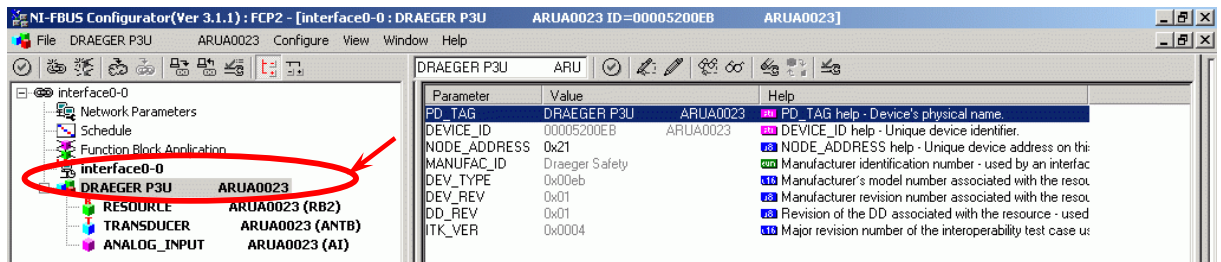 NI-FBUS Configurator(Ver 3.1.1) : FCP2 - [interface0-0 : DRAEGER P3U ARUA0023 ID=00005200EB ARUA0023]
File DRAEGER P3U ARUA0023 Configure View Window Help
DRAEGER P3U ARU
interface0-0
Network Parameters
Schedule
Function Block Application
interface0-0
DRAEGER P3U ARUA0023
RESOURCE ARUA0023 (RB2)
TRANSDUCER ARUA0023 (ANTB)
ANALOG_INPUT ARUA0023 (AI)
Parameter Value Help
PD_TAG DRAEGER P3U ARUA0023 PD_TAG help - Device's physical name.
DEVICE_ID 00005200EB ARUA0023 DEVICE_ID help - Unique device identifier.
NODE_ADDRESS 0x21 NODE_ADDRESS help - Unique device address on this
MANUFAC_ID Draeger Safety Manufacturer identification number - used by an interfac
DEV_TYPE 0x00eb Manufacturer's model number associated with the resou
DEV_REV 0x01 Manufacturer revision number associated with the resou
DD_REV 0x01 Revision of the DD associated with the resource - used
ITK_VER 0x0004 Major revision number of the interoperability test case us